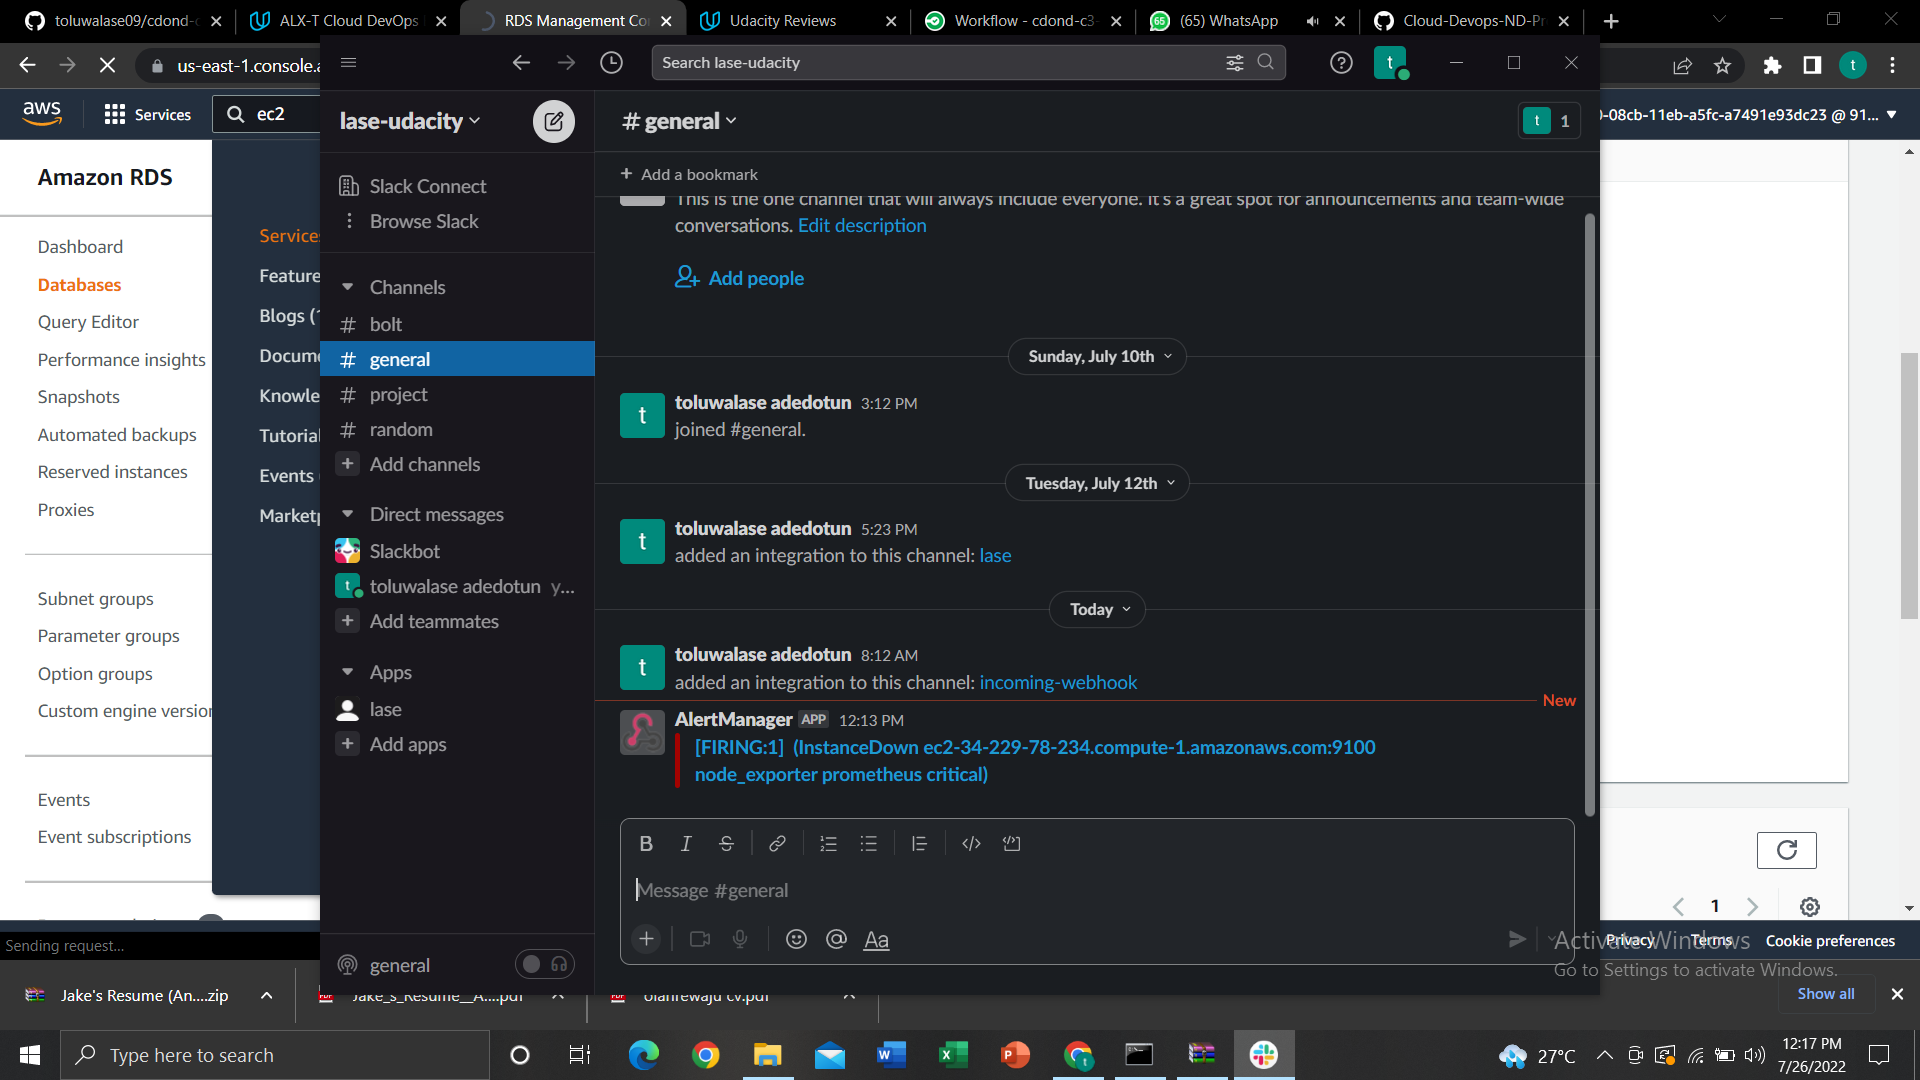 toluwalase09/cdond-c
ALX-T Cloud DevOps
RDS Management Co
Udacity Reviews
Workflow - cdond-c3-
(65) WhatsApp
Cloud-Devops-ND-Pr
us-east-1.console.a
Search lase-udacity
t
t
aws
Services
ec2
lase-udacity
# general
t 1
0-08cb-11eb-a5fc-a7491e93dc23 @ 91...
Amazon RDS
Dashboard
Databases
Query Editor
Performance insights
Snapshots
Automated backups
Reserved instances
Proxies
Subnet groups
Parameter groups
Option groups
Custom engine version
Events
Event subscriptions
Services
Feature
Blogs (
Docume
Knowle
Tutorial
Events
Marketp
Slack Connect
Browse Slack
Channels
# bolt
# general
# project
# random
+ Add channels
Direct messages
Slackbot
t toluwalase adedotun y...
+ Add teammates
Apps
lase
+ Add apps
general
+ Add a bookmark
This is the one channel that will always include everyone. It's a great spot for announcements and team-wide
conversations. Edit description
Add people
Sunday, July 10th
t
toluwalase adedotun 3:12 PM
joined #general.
Tuesday, July 12th
t
toluwalase adedotun 5:23 PM
added an integration to this channel: lase
Today
t
toluwalase adedotun 8:12 AM
added an integration to this channel: incoming-webhook
New
AlertManager APP 12:13 PM
[FIRING:1] (InstanceDown ec2-34-229-78-234.compute-1.amazonaws.com:9100
node_exporter prometheus critical)
B I S
Message #general
Aa
1
Privacy Terms Cookie preferences
Activate Windows
Go to Settings to activate Windows.
Sending request...
Jake's Resume (An....zip
Jake_s_Resume__A....pdf
olanrewaju cv.pdf
Show all
Type here to search
27°C
12:17 PM
7/26/2022